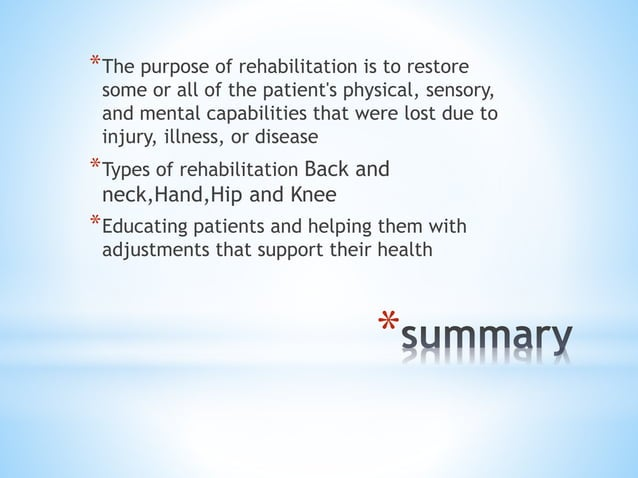 *The purpose of rehabilitation is to restore
some or all of the patient's physical, sensory,
and mental capabilities that were lost due to
injury, illness, or disease
*Types of rehabilitation Back and
neck,Hand,Hip and Knee
*Educating patients and helping them with
adjustments that support their health
*summary